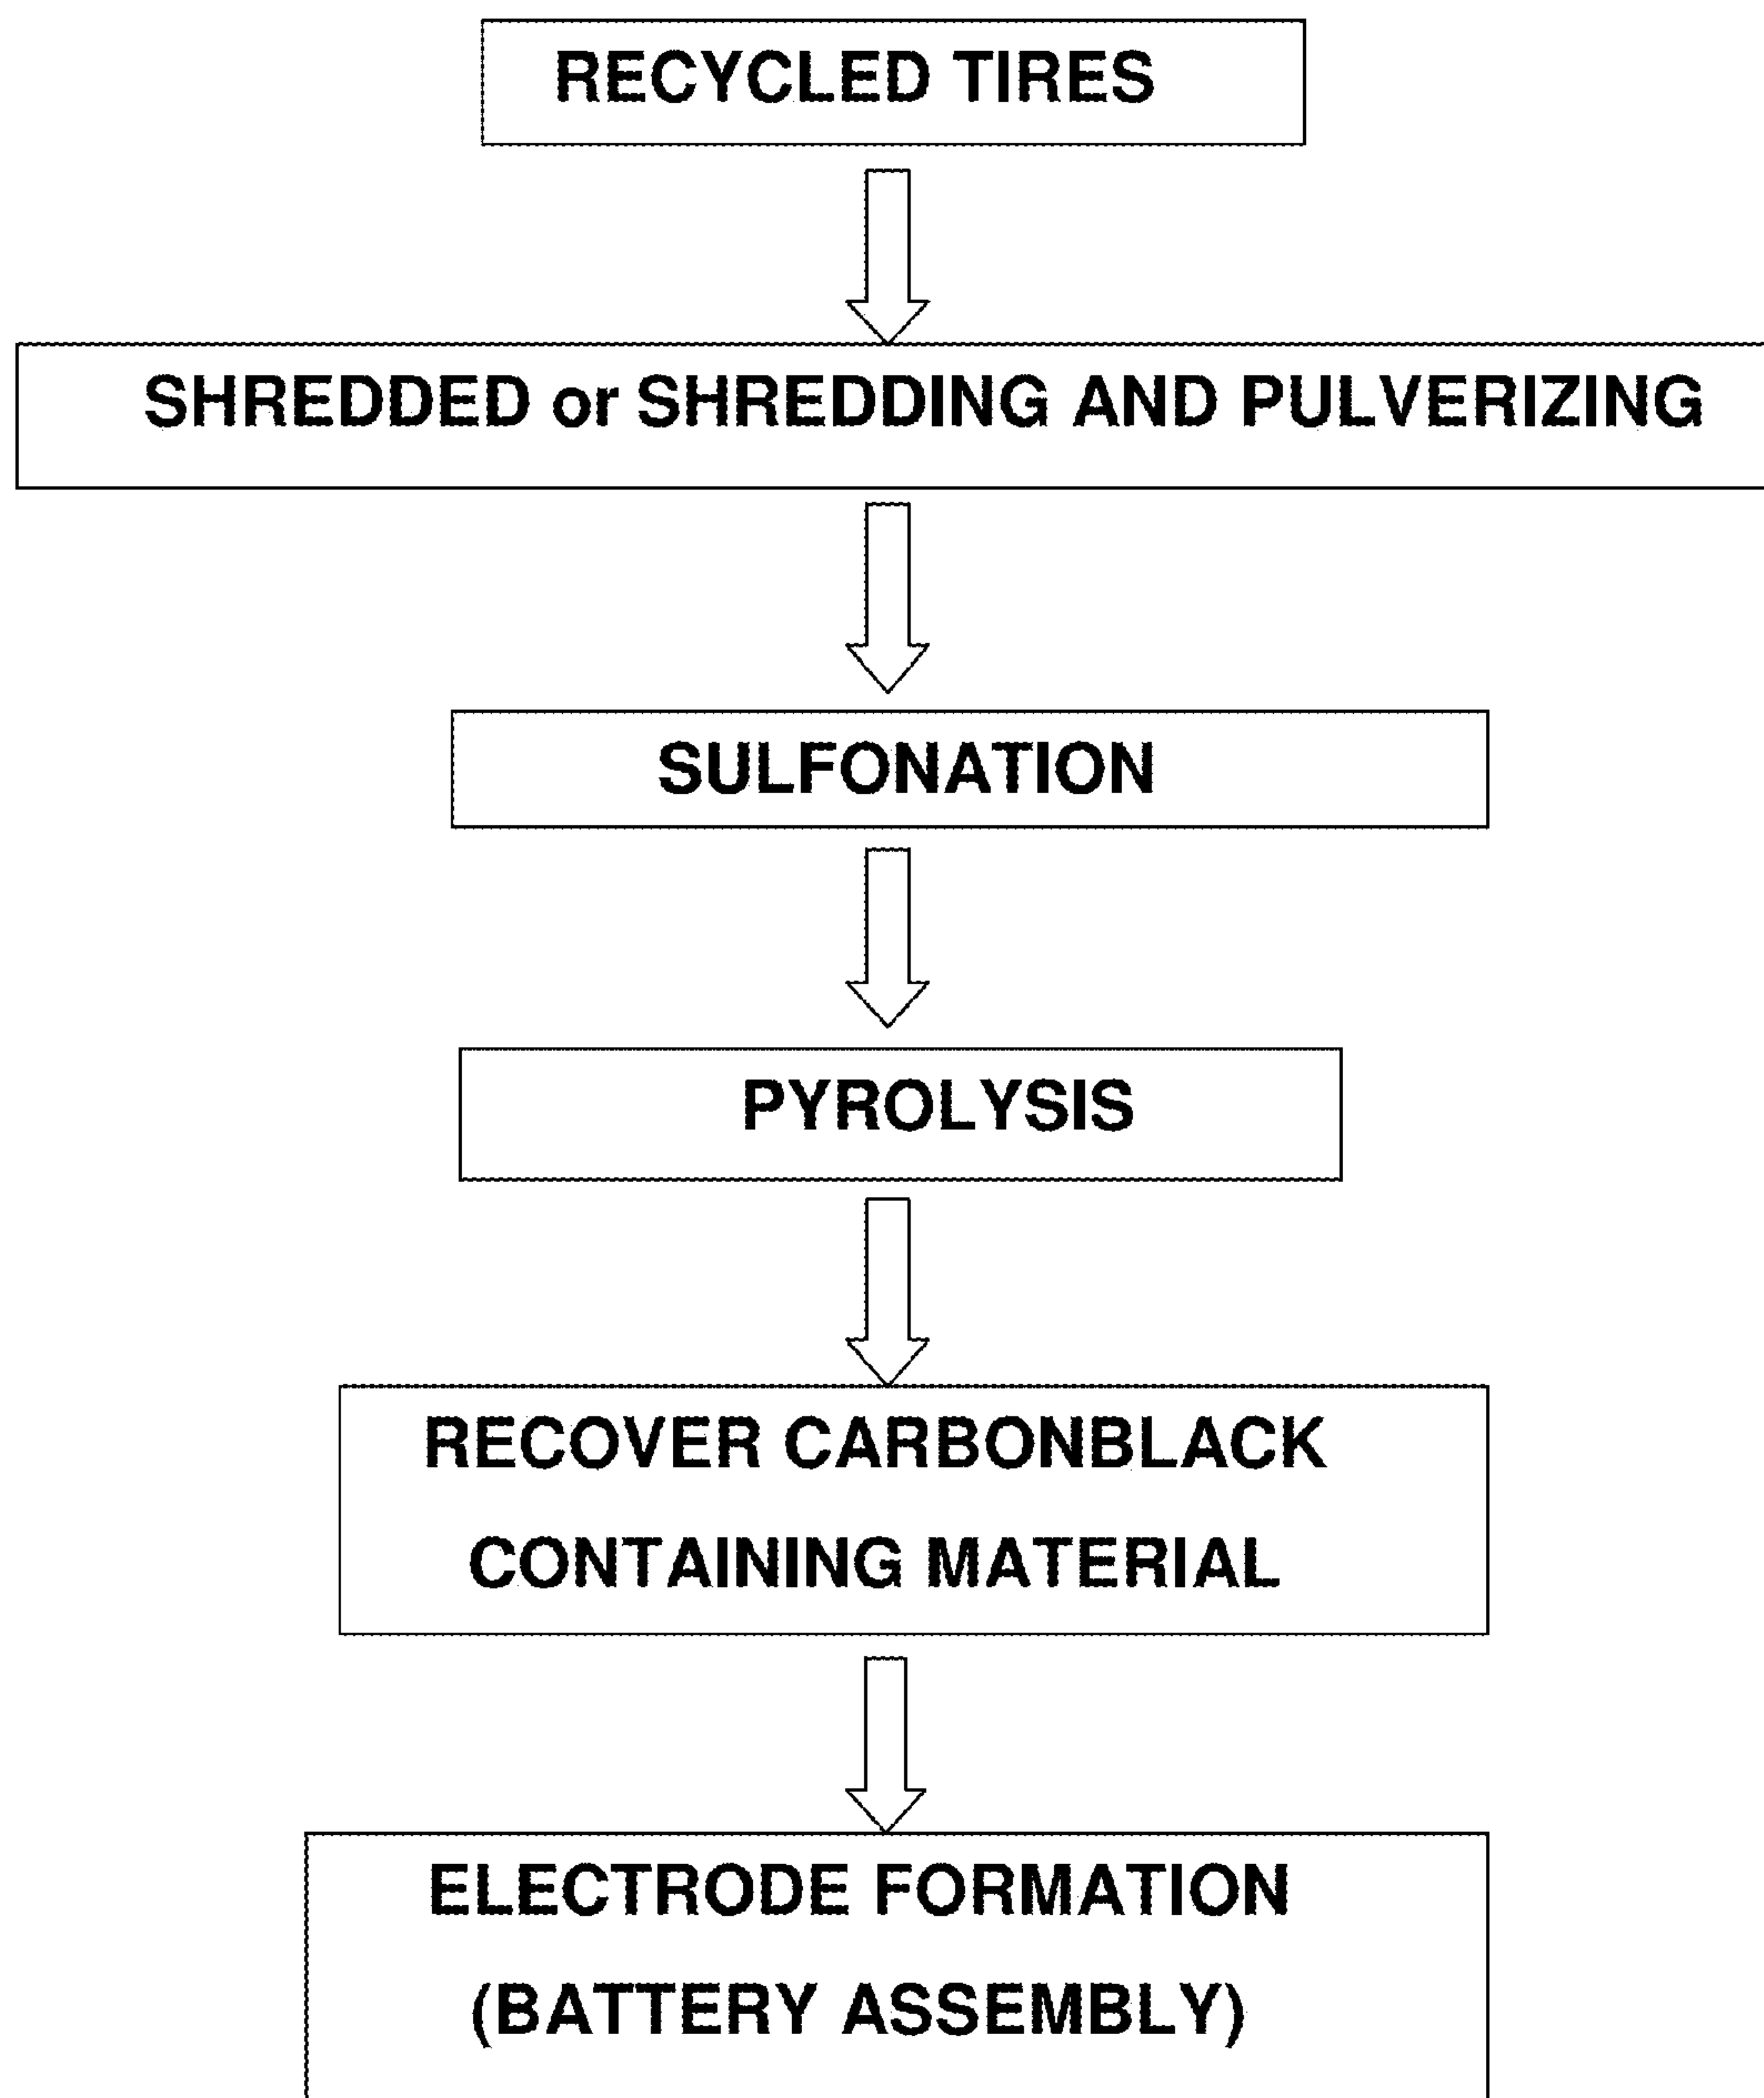 RECYCLED TIRES
SHREDDED or SHREDDING AND PULVERIZING
SULFONATION
PYROLYSIS
RECOVER CARBONBLACK
CONTAINING MATERIAL
ELECTRODE FORMATION
(BATTERY ASSEMBLY)